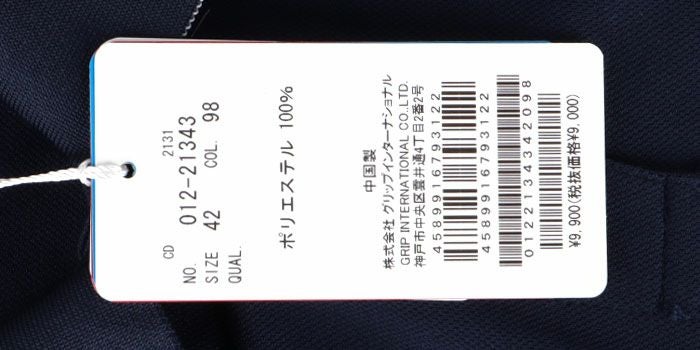 CD 2131
NO. 012-21343
SIZE 42 COL. 98
QUAL.
ポリエステル 100%
中国製
株式会社 グリップインターナショナル
GRIP INTERNATIONAL CO.,LTD.
神戸市中央区雲井通4丁目2番2号
4589916793122
4589916793122
0122134342098
¥9,900(税抜価格¥9,000)